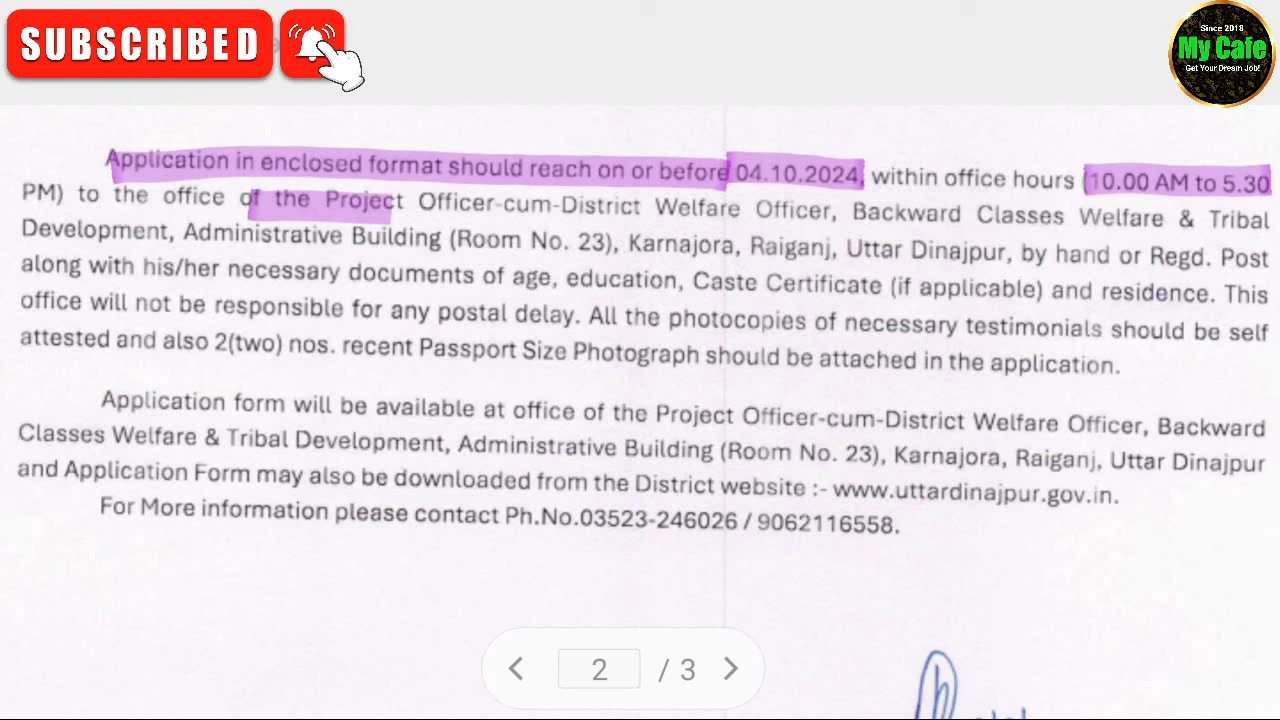 SUBSCRIBED
Since 2018
My Cafe
Get Your Dream Job!
Application in enclosed format should reach on or before 04.10.2024, within office hours (10.00 AM to 5.30
PM) to the office of the Project Officer-cum-District Welfare Officer, Backward Classes Welfare & Tribal
Development, Administrative Building (Room No. 23), Karnajora, Raiganj, Uttar Dinajpur, by hand or Regd. Post
along with his/her necessary documents of age, education, Caste Certificate (if applicable) and residence. This
office will not be responsible for any postal delay. All the photocopies of necessary testimonials should be self
attested and also 2(two) nos. recent Passport Size Photograph should be attached in the application.
Application form will be available at office of the Project Officer-cum-District Welfare Officer, Backward
Classes Welfare & Tribal Development, Administrative Building (Room No. 23), Karnajora, Raiganj, Uttar Dinajpur
and Application Form may also be downloaded from the District website :- www.uttardinajpur.gov.in.
For More information please contact Ph.No.03523-246026 / 9062116558.
2 / 3